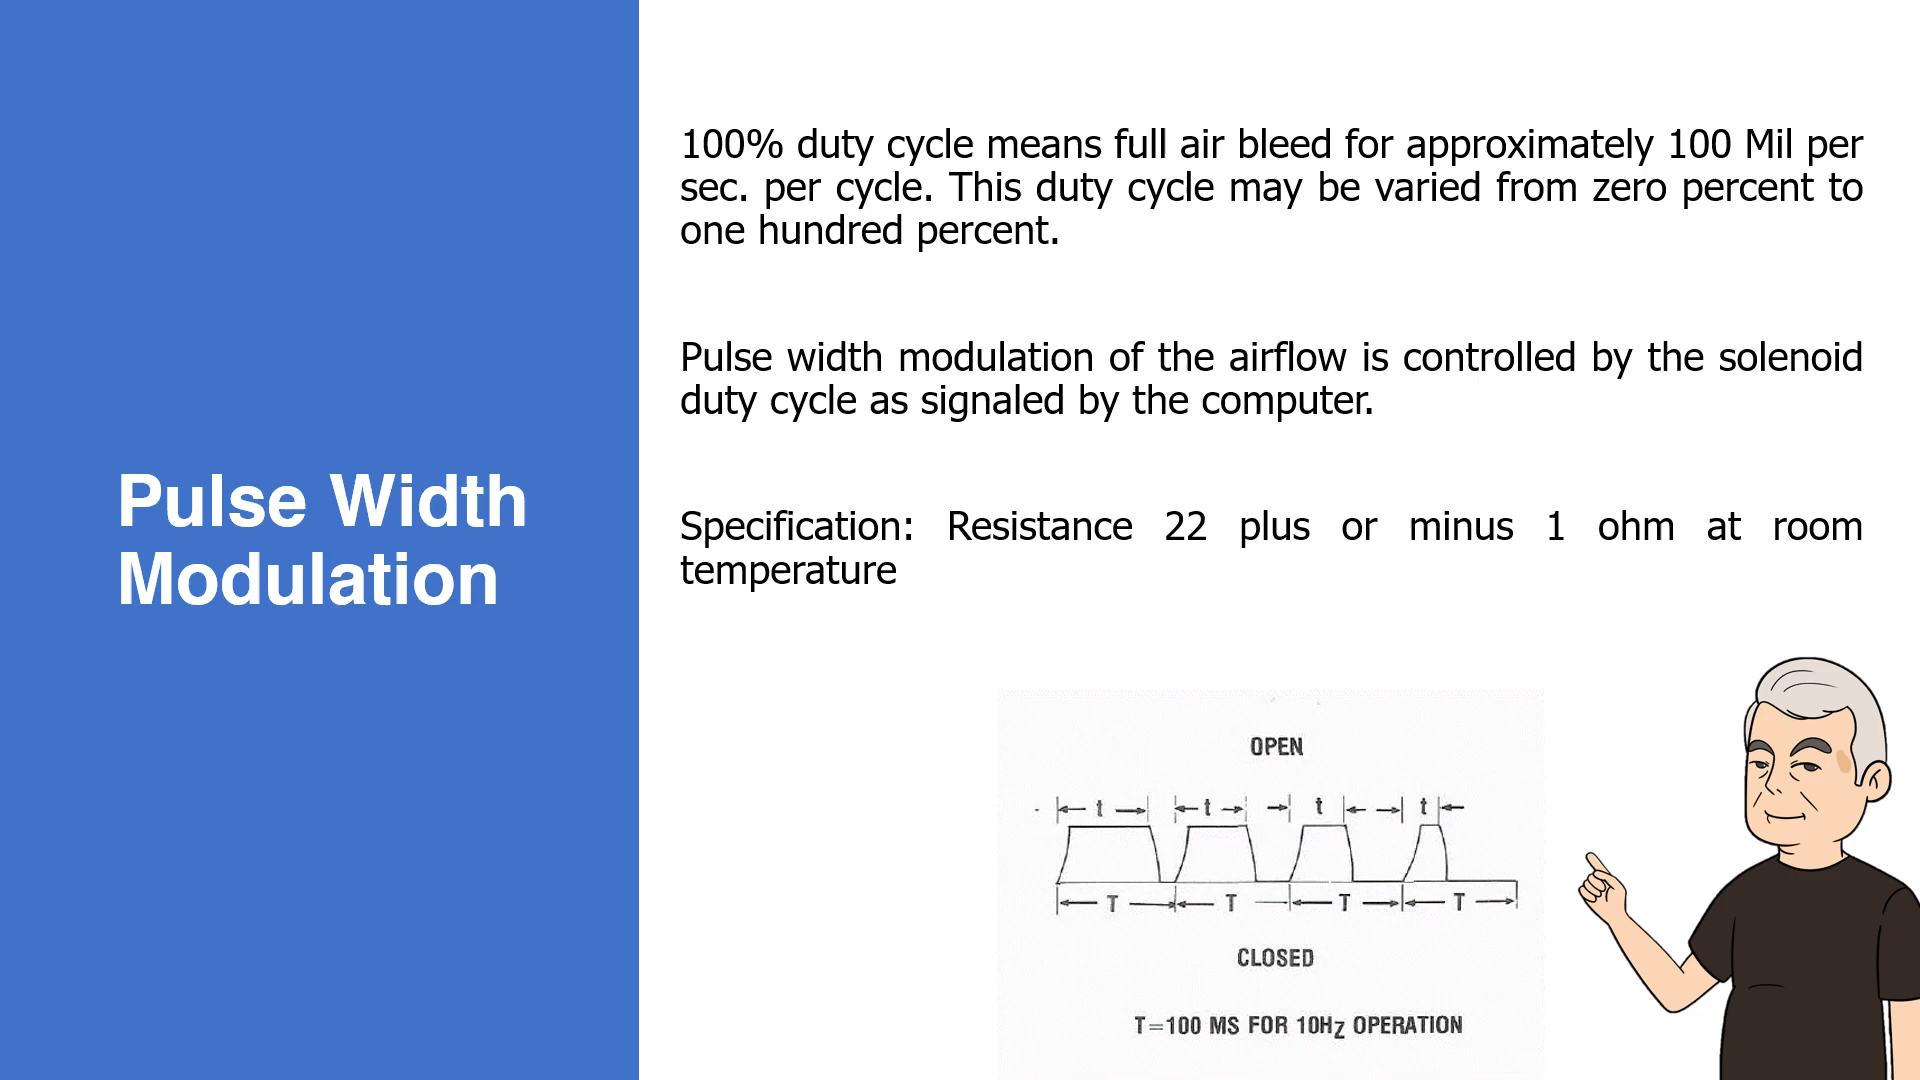 Pulse Width
Modulation
100% duty cycle means full air bleed for approximately 100 Mil per
sec. per cycle. This duty cycle may be varied from zero percent to
one hundred percent.
Pulse width modulation of the airflow is controlled by the solenoid
duty cycle as signaled by the computer.
Specification: Resistance 22 plus or minus 1 ohm at room
temperature
OPEN
t t t t
T T T T
CLOSED
T=100 MS FOR 10HZ OPERATION